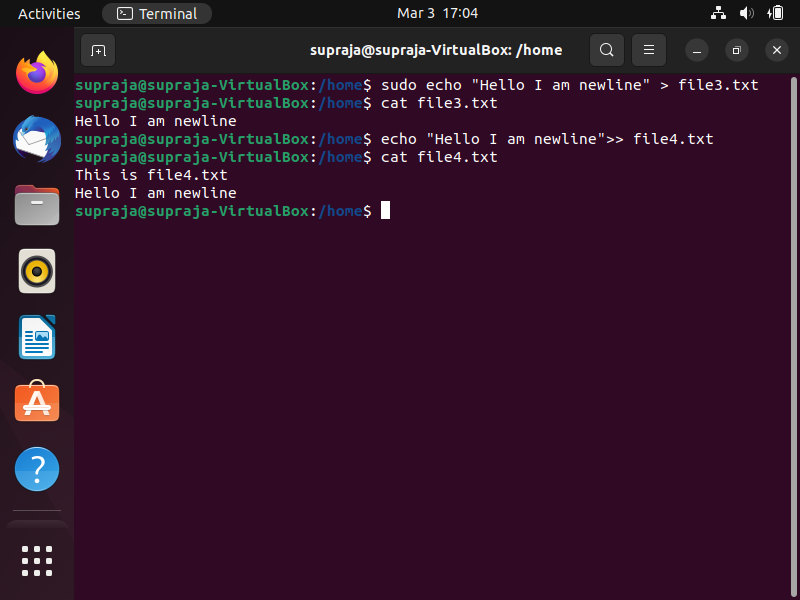 Activities Terminal Mar 3 17:04
supraja@supraja-VirtualBox: /home
supraja@supraja-VirtualBox:/home$ sudo echo "Hello I am newline" > file3.txt
supraja@supraja-VirtualBox:/home$ cat file3.txt
Hello I am newline
supraja@supraja-VirtualBox:/home$ echo "Hello I am newline">> file4.txt
supraja@supraja-VirtualBox:/home$ cat file4.txt
This is file4.txt
Hello I am newline
supraja@supraja-VirtualBox:/home$